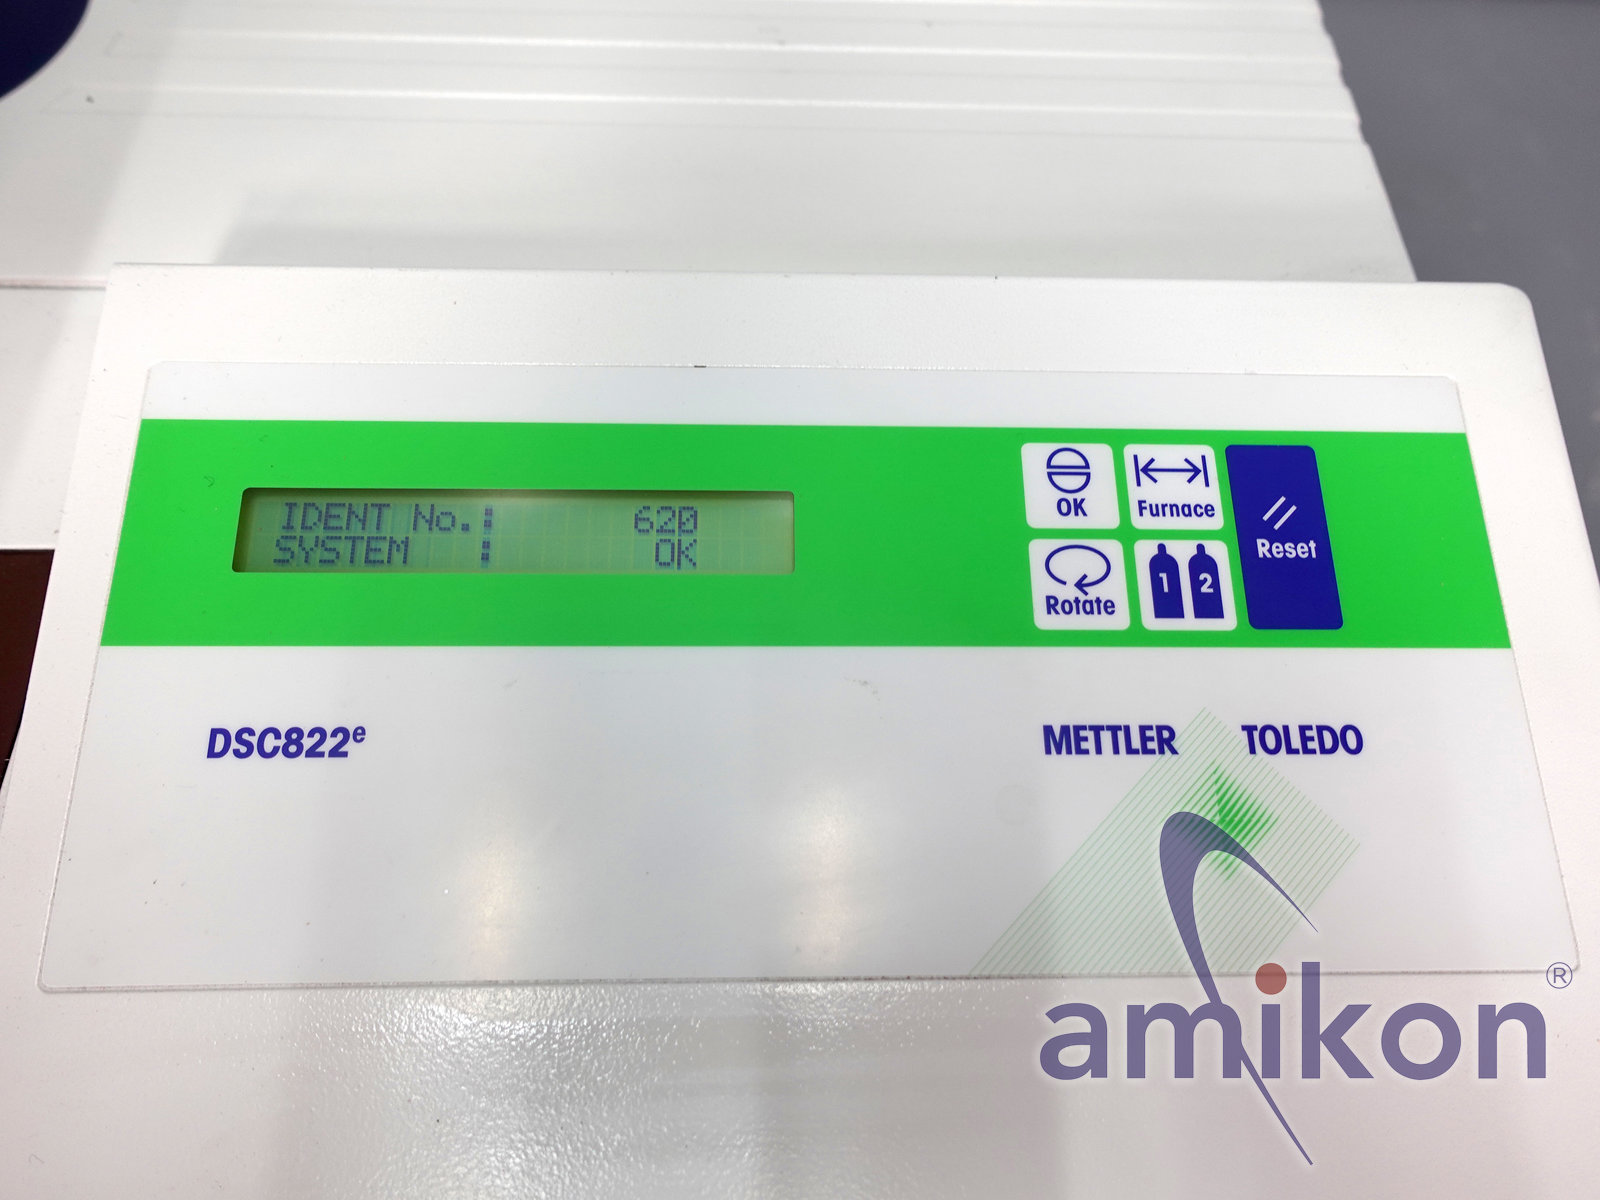 IDENT No.: 620
SYSTEM : OK
OK
Furnace
Rotate
1 2
Reset
DSC822e
METTLER TOLEDO
amikon®